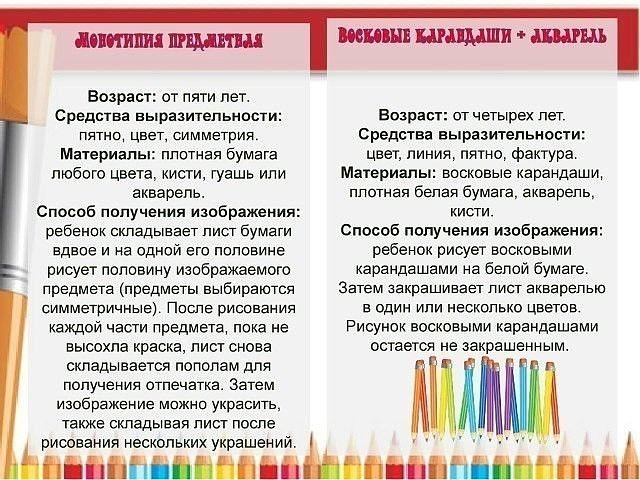 Монотипия предметная
Возраст: от пяти лет.
Средства выразительности:
пятно, цвет, симметрия.
Материалы: плотная бумага
любого цвета, кисти, гуашь или
акварель.
Способ получения изображения:
ребенок складывает лист бумаги
вдвое и на одной его половине
рисует половину изображаемого
предмета (предметы выбираются
симметричные). После рисования
каждой части предмета, пока не
высохла краска, лист снова
складывается пополам для
получения отпечатка. Затем
изображение можно украсить,
также складывая лист после
рисования нескольких украшений.
Восковые карандаши + акварель
Возраст: от четырех лет.
Средства выразительности:
цвет, линия, пятно, фактура.
Материалы: восковые карандаши,
плотная белая бумага, акварель,
кисти.
Способ получения изображения:
ребенок рисует восковыми
карандашами на белой бумаге.
Затем закрашивает лист акварелью
в один или несколько цветов.
Рисунок восковыми карандашами
остается не закрашенным.